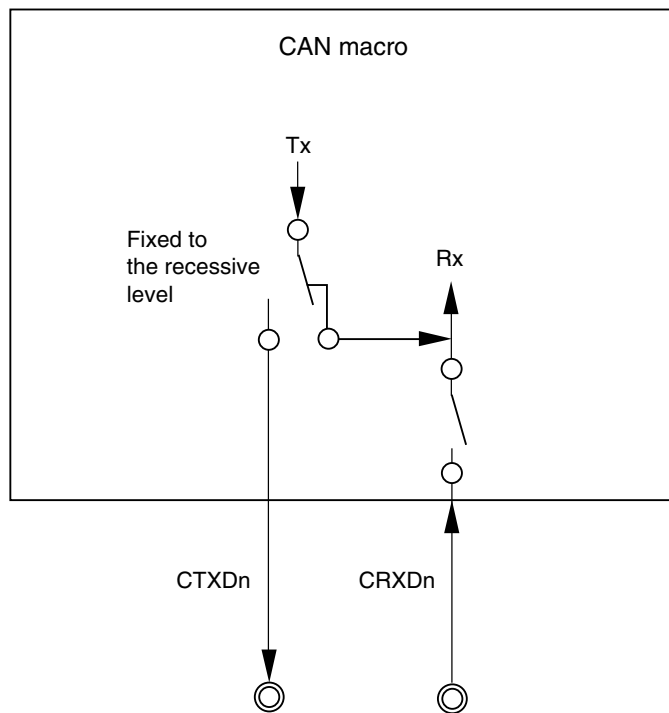 CAN macro
Tx
Fixed to
the recessive
level
Rx
CTXDn
CRXDn